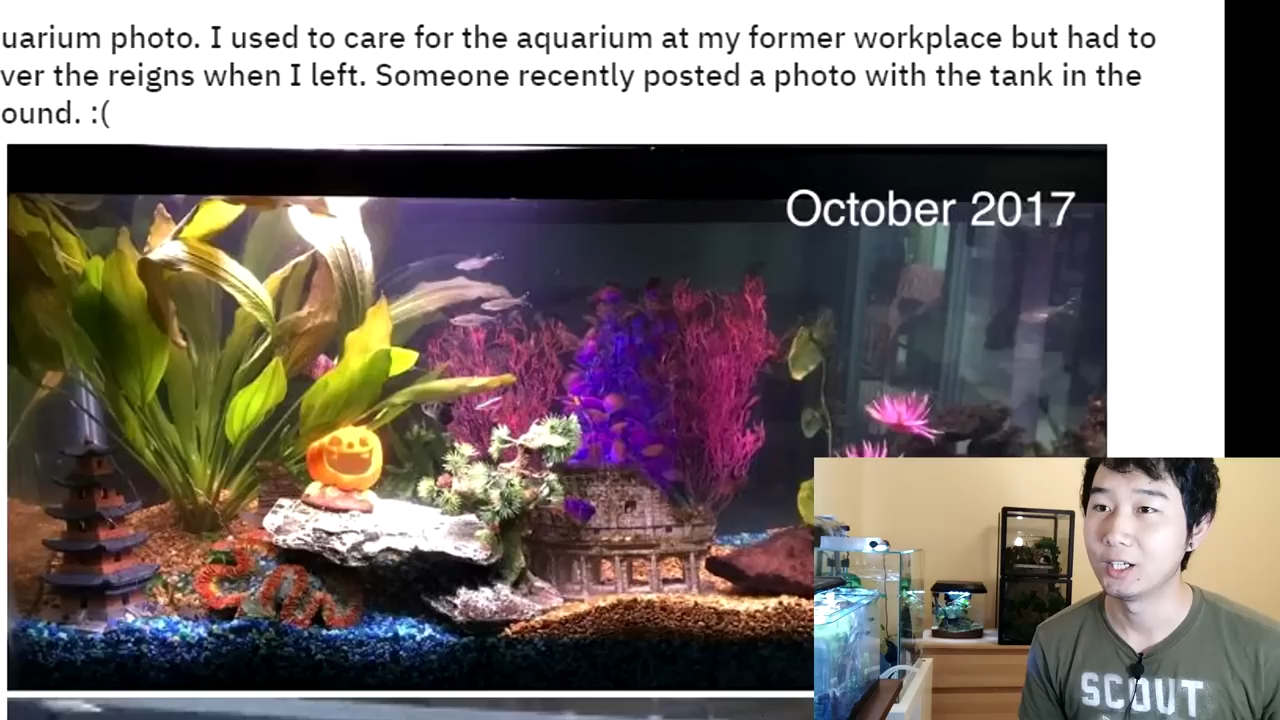 uarium photo. I used to care for the aquarium at my former workplace but had to
ver the reigns when I left. Someone recently posted a photo with the tank in the
ound. :(
October 2017
SCOUT